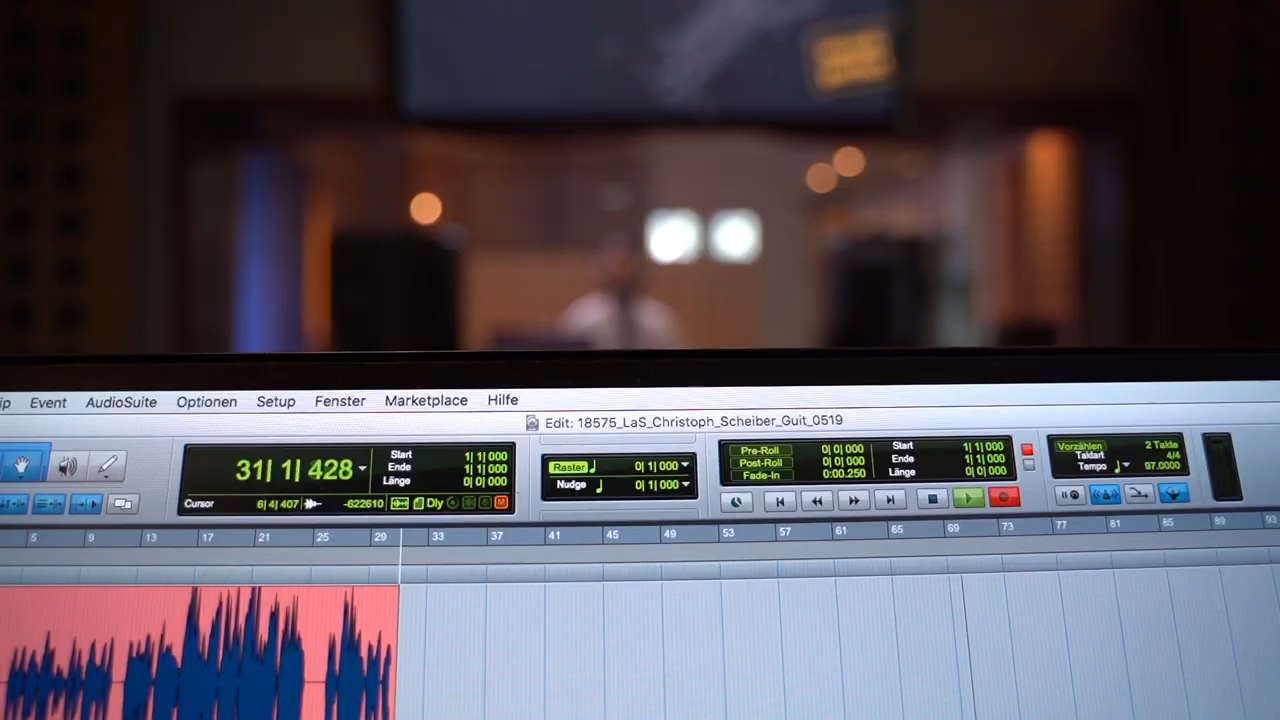 ip Event AudioSuite Optionen Setup Fenster Marketplace Hilfe
Edit: 18575_LaS_Christoph_Scheiber_Guit_0519
31| 1| 428
Start 1| 1| 000
Ende 1| 1| 000
Länge 0| 0| 000
Cursor 6| 4| 407 -622610 Dly
Raster 0| 1| 000
Nudge 0| 1| 000
Pre-Roll 0| 0| 000
Post-Roll 0| 0| 000
Fade-In 0:00.250
Start 1| 1| 000
Ende 1| 1| 000
Länge 0| 0| 000
Vorzählen 2 Takte
Taktart 4/4
Tempo 97.0000
5 9 13 17 21 25 29 33 37 41 45 49 53 57 61 65 69 73 77 81 85 89 93